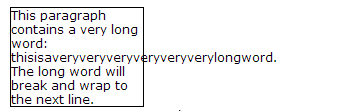 This paragraph
contains a very long
word:
thisisaveryveryveryveryveryverylongword.
The long word will
break and wrap to
the next line.